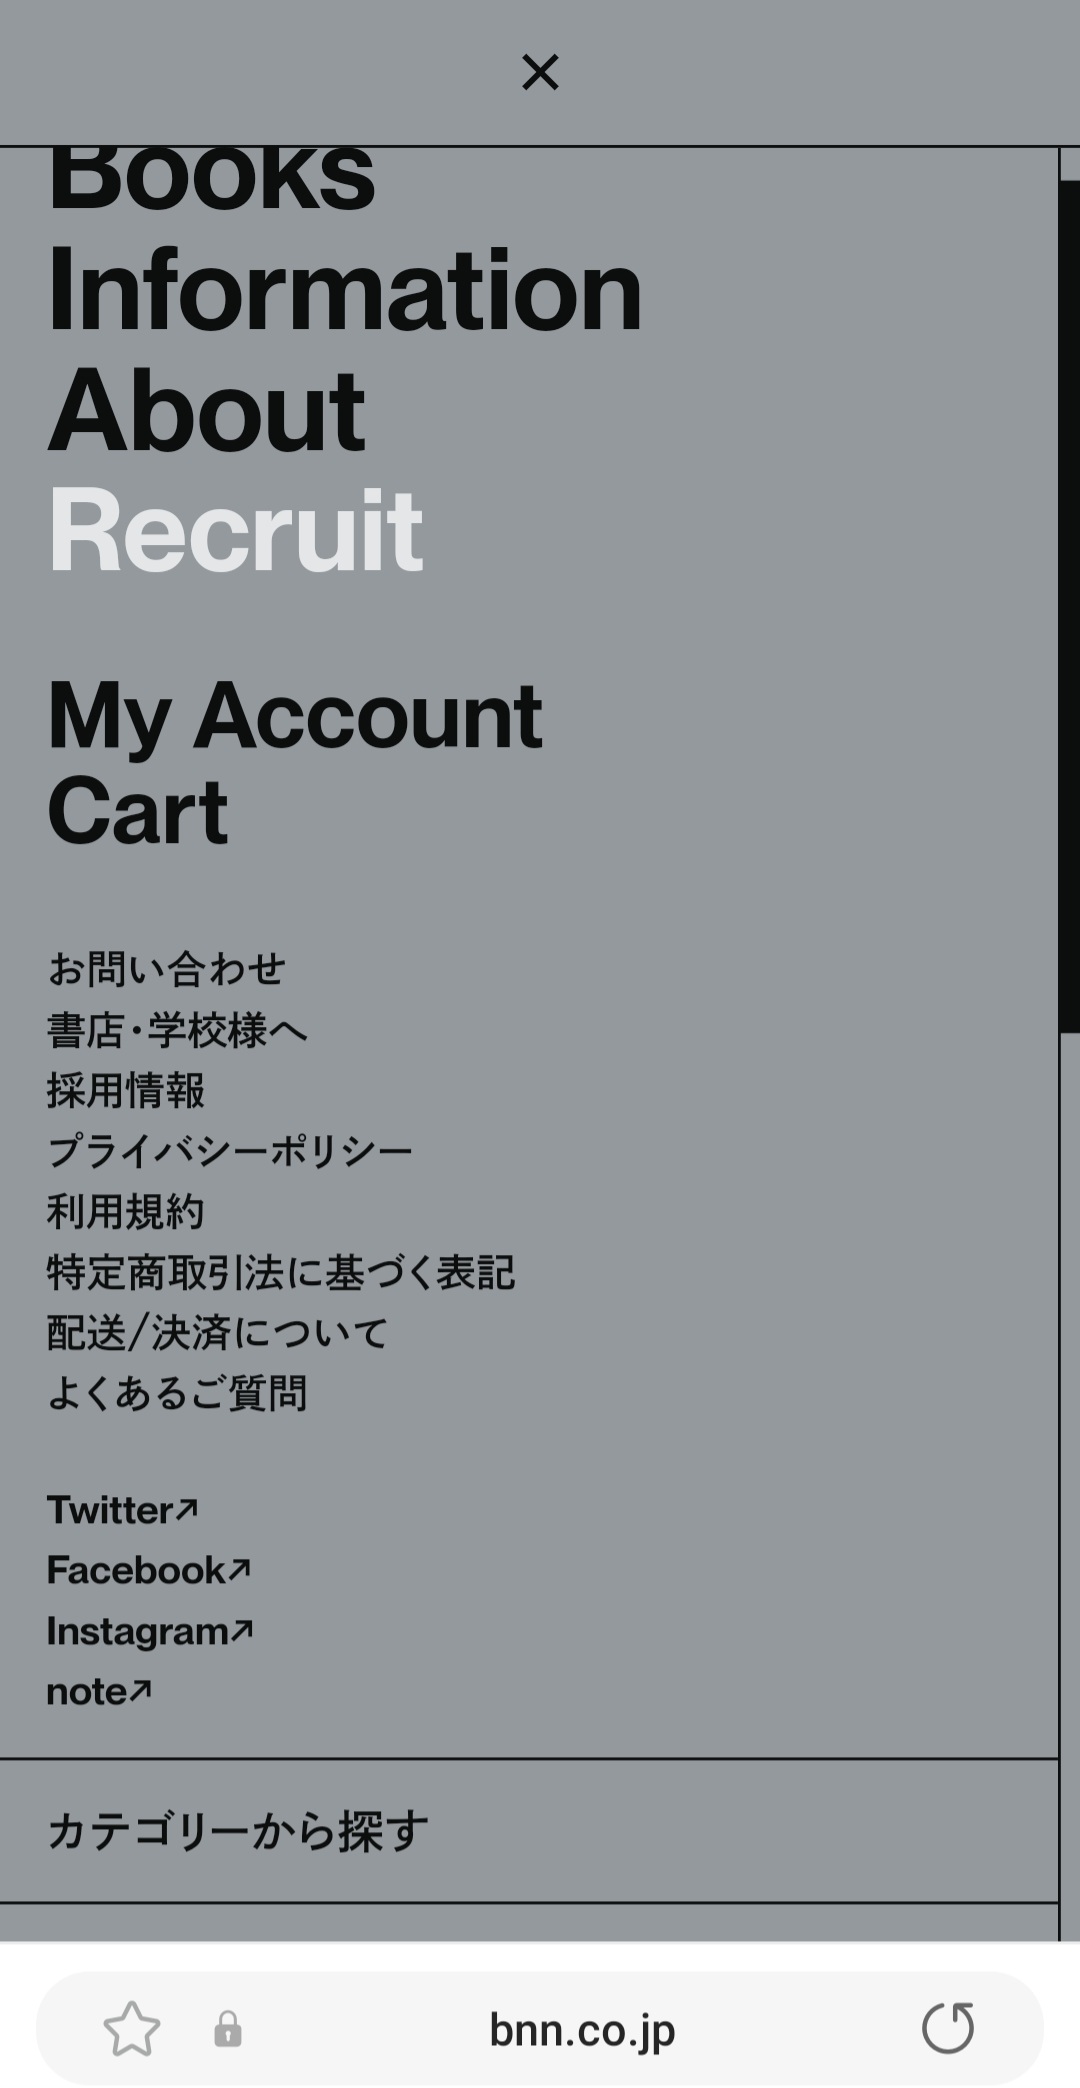 Books
Information
About
Recruit
My Account
Cart
お問い合わせ
書店・学校様へ
採用情報
プライバシーポリシー
利用規約
特定商取引法に基づく表記
配送/決済について
よくあるご質問
Twitter↗
Facebook↗
Instagram↗
note↗
カテゴリーから探す
bnn.co.jp